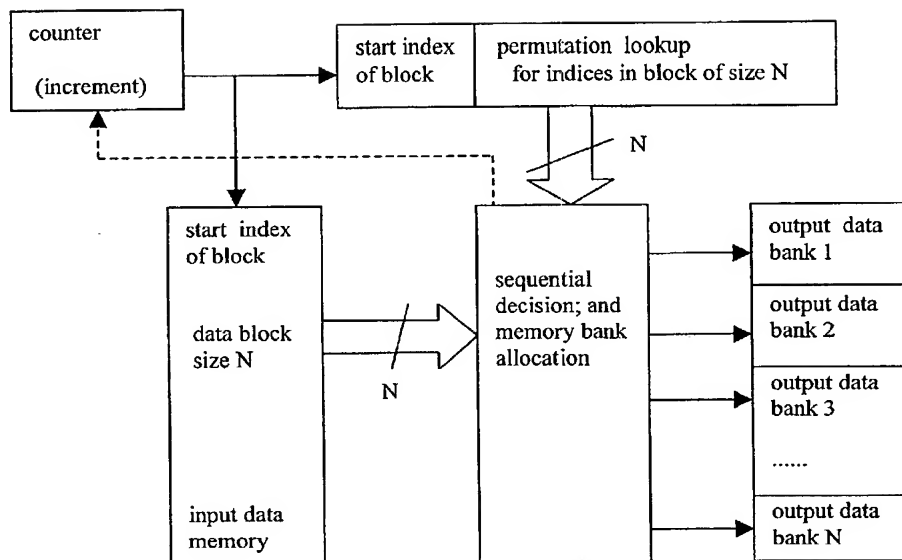 counter
(increment)
start index
of block
permutation lookup
for indices in block of size N
N
start index
of block
data block
size N
input data
memory
N
sequential
decision; and
memory bank
allocation
output data
bank 1
output data
bank 2
output data
bank 3
......
output data
bank N